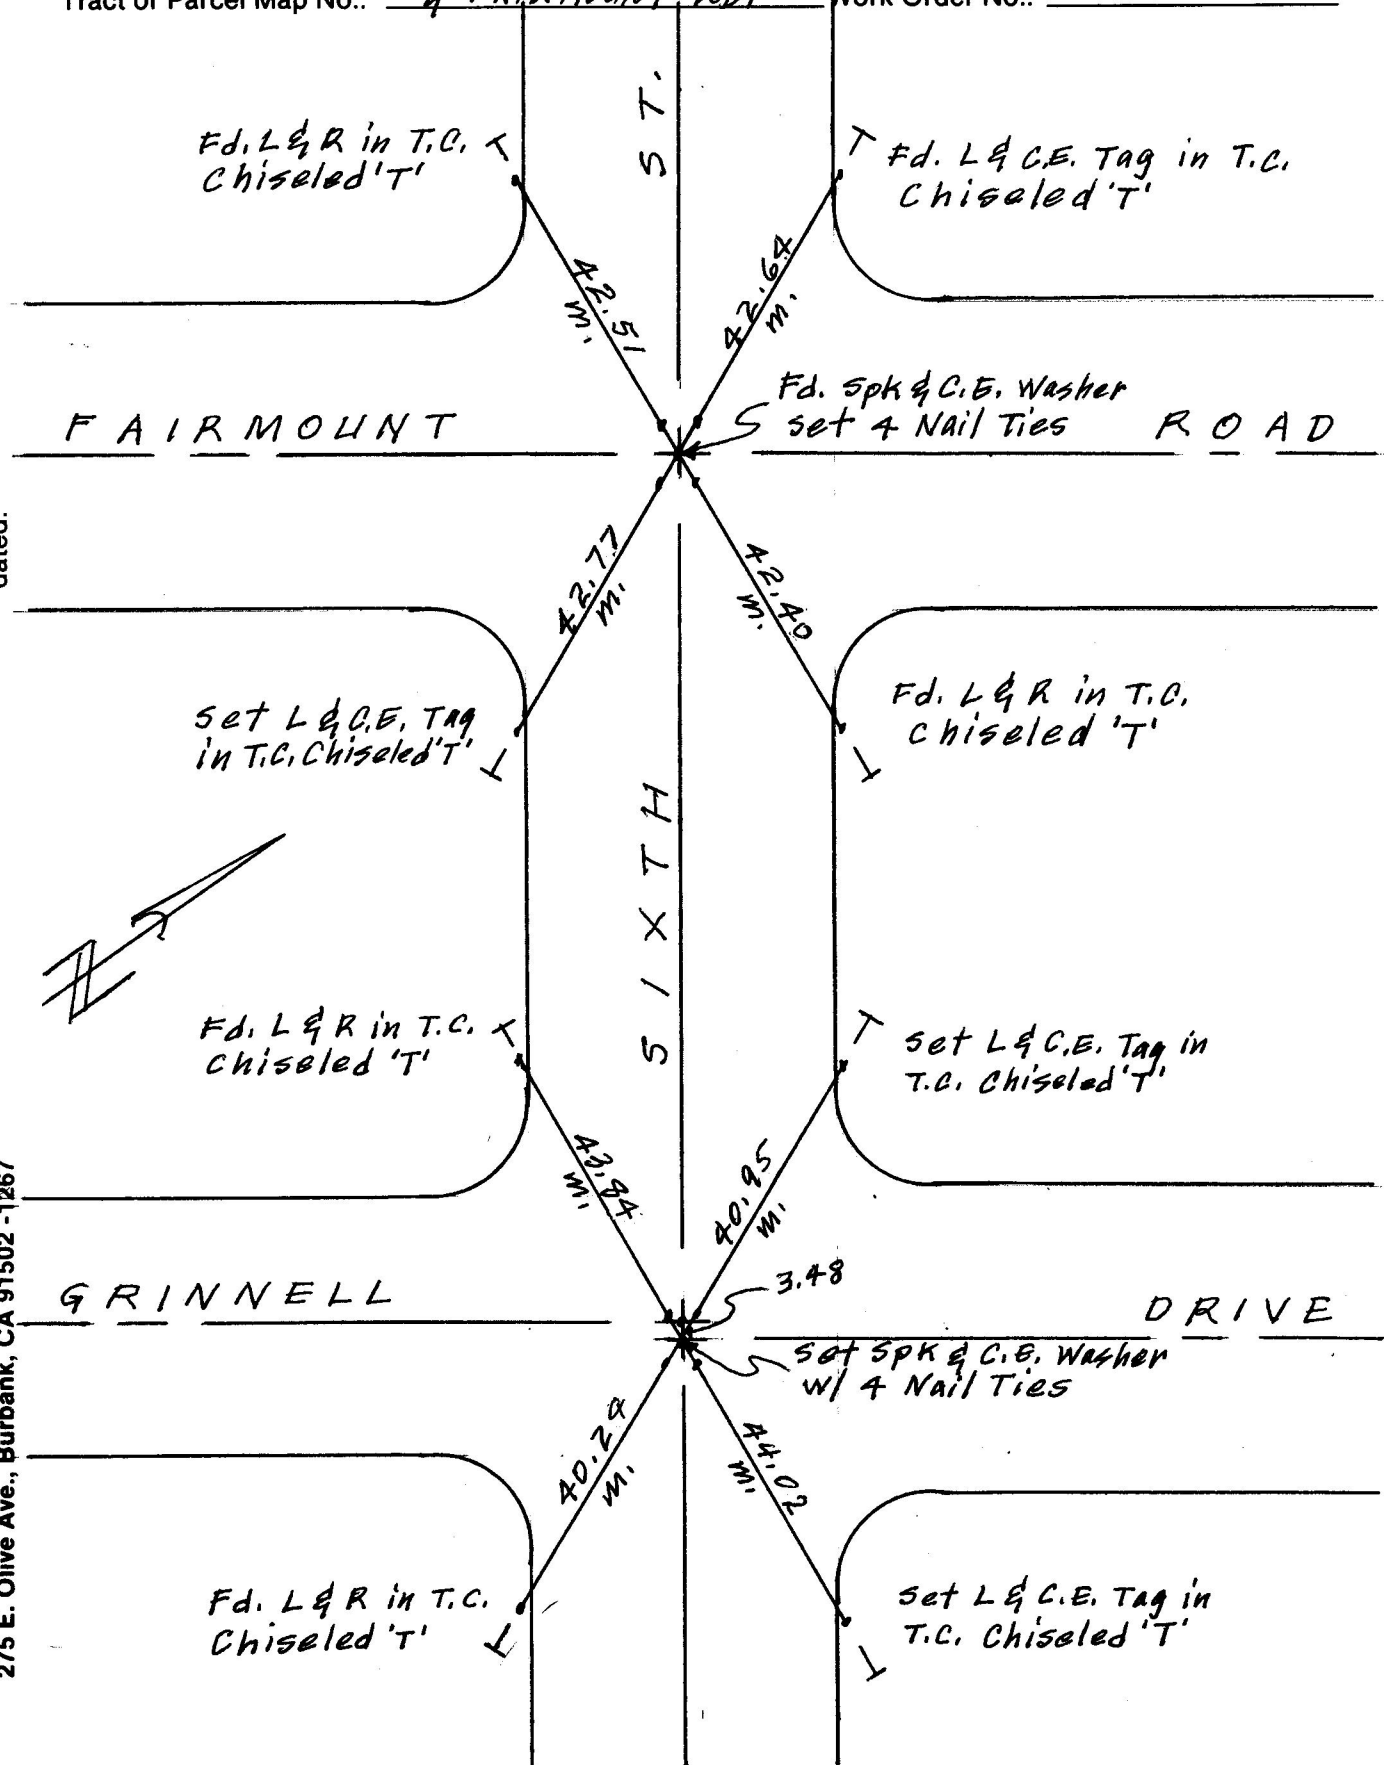 Tract or Parcel Map No.:
Work Order No.:
ST.
Fd. L & R in T.C.
Chiseled 'T'
T
T
Fd. L & C.E. Tag in T.C.
Chiseled 'T'
42.51
m.
42.64
m.
Fd. Spk & C.E. Washer
set 4 Nail Ties
FAIRMOUNT
ROAD
dated.
42.77
m.
42.40
m.
Set L & C.E. Tag
in T.C. Chiseled 'T'
T
Fd. L & R in T.C.
Chiseled 'T'
T
SIXTH
N
Fd. L & R in T.C.
Chiseled 'T'
T
T
Set L & C.E. Tag in
T.C. Chiseled 'T'
43.84
m.
40.95
m.
3.48
GRINNELL
DRIVE
Set Spk & C.E. Washer
w/ 4 Nail Ties
m.
44.02
m.
Fd. L & R in T.C.
Chiseled 'T'
T
Set L & C.E. Tag in
T.C. Chiseled 'T'
T
275 E. Olive Ave., Burbank, CA 91502-1267